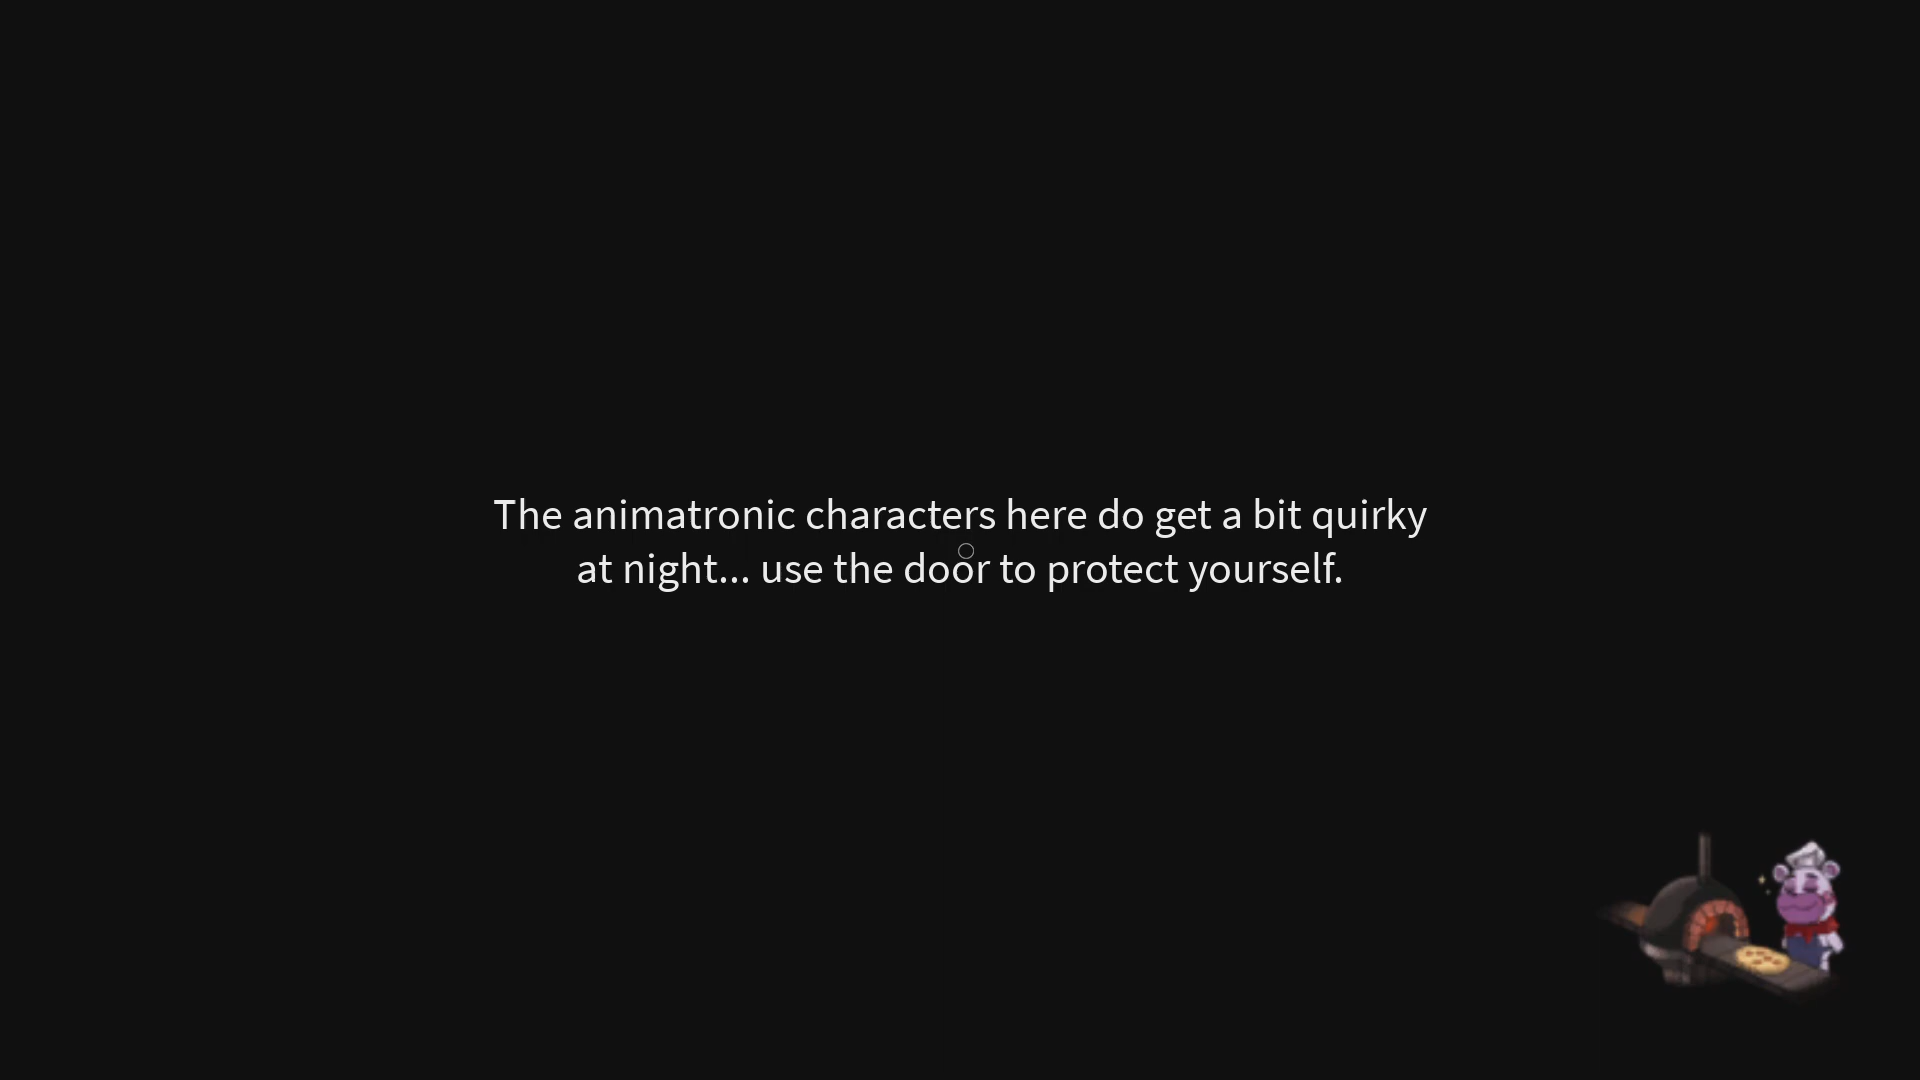 The animatronic characters here do get a bit quirky
at night... use the door to protect yourself.